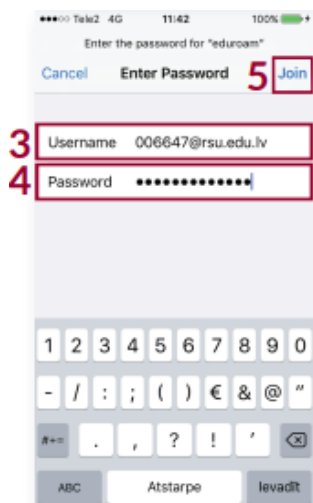 Tele2 4G 11:42 100%
Enter the password for "eduroam"
Cancel Enter Password 5 Join
3 Username 006647@rsu.edu.lv
4 Password •••••••••••••
1 2 3 4 5 6 7 8 9 0
- / : ; ( ) € & @ "
#+= . , ? ! '
ABC Atstarpe Ievadīt